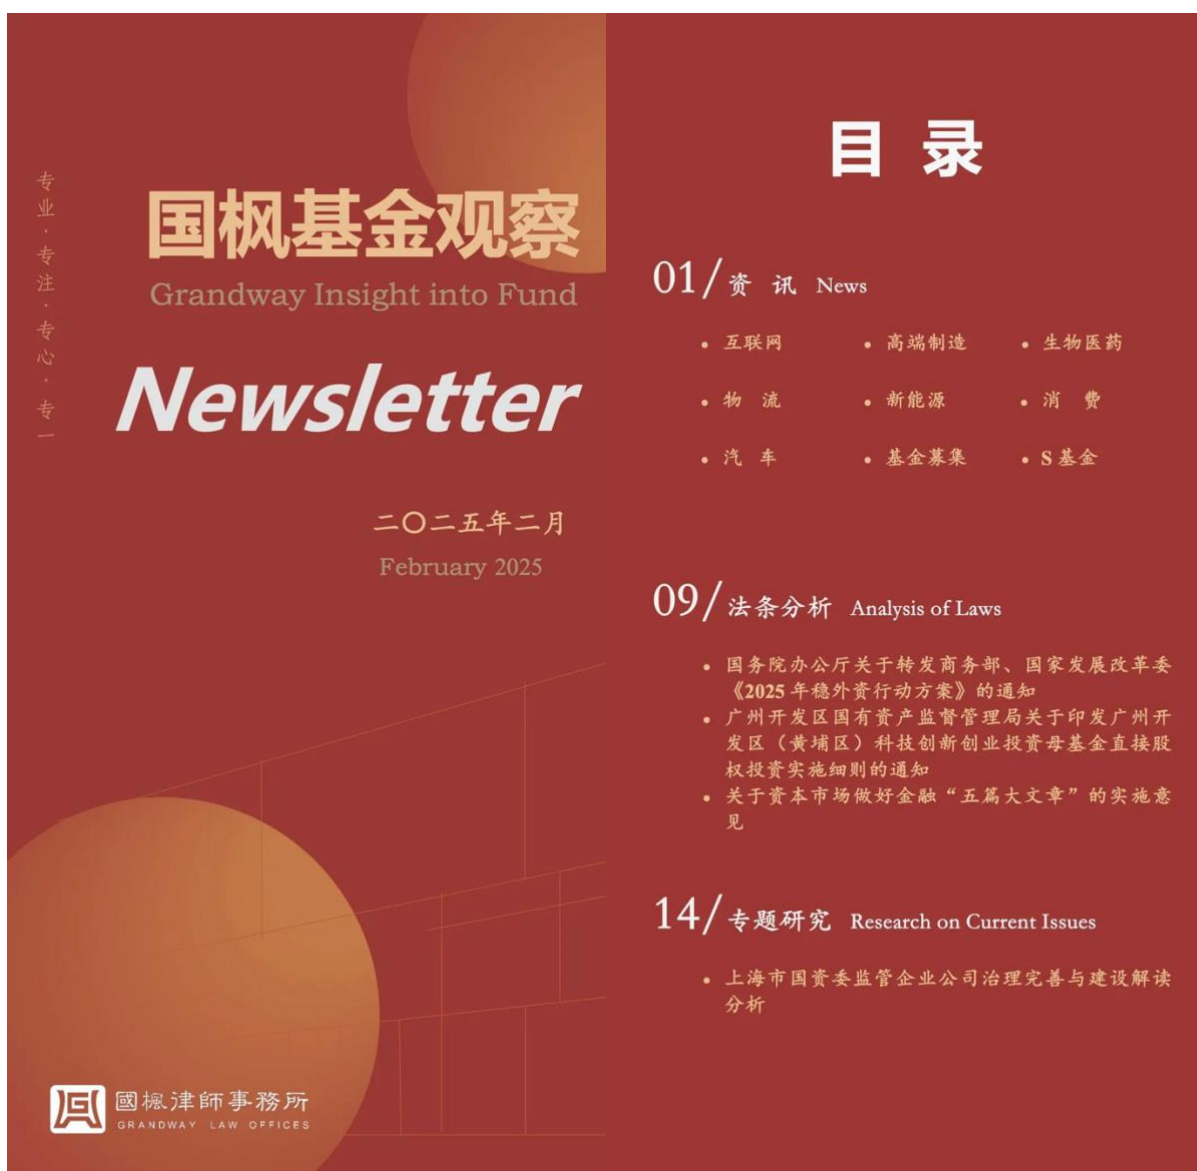 专业·专注·专心·专一
国枫基金观察
Grandway Insight into Fund
Newsletter
二〇二五年二月
February 2025
國楓律師事務所
GRANDWAY LAW OFFICES
目 录
01/资 讯 News
• 互联网 • 高端制造 • 生物医药
• 物 流 • 新能源 • 消 费
• 汽 车 • 基金募集 • S 基金
09/法条分析 Analysis of Laws
• 国务院办公厅关于转发商务部、国家发展改革委
《2025 年稳外资行动方案》的通知
• 广州开发区国有资产监督管理局关于印发广州开
发区（黄埔区）科技创新创业投资母基金直接股
权投资实施细则的通知
• 关于资本市场做好金融“五篇大文章”的实施意
见
14/专题研究 Research on Current Issues
• 上海市国资委监管企业公司治理完善与建设解读
分析